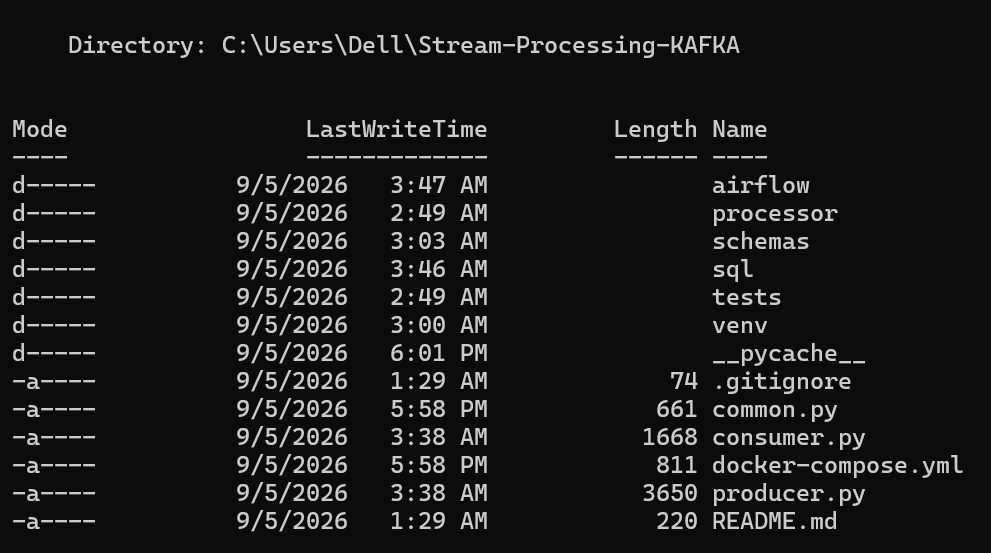 Directory: C:\Users\Dell\Stream-Processing-KAFKA
Mode LastWriteTime Length Name
---- ------------- ------ ----
d----- 9/5/2026 3:47 AM airflow
d----- 9/5/2026 2:49 AM processor
d----- 9/5/2026 3:03 AM schemas
d----- 9/5/2026 3:46 AM sql
d----- 9/5/2026 2:49 AM tests
d----- 9/5/2026 3:00 AM venv
d----- 9/5/2026 6:01 PM __pycache__
-a---- 9/5/2026 1:29 AM 74 .gitignore
-a---- 9/5/2026 5:58 PM 661 common.py
-a---- 9/5/2026 3:38 AM 1668 consumer.py
-a---- 9/5/2026 5:58 PM 811 docker-compose.yml
-a---- 9/5/2026 3:38 AM 3650 producer.py
-a---- 9/5/2026 1:29 AM 220 README.md